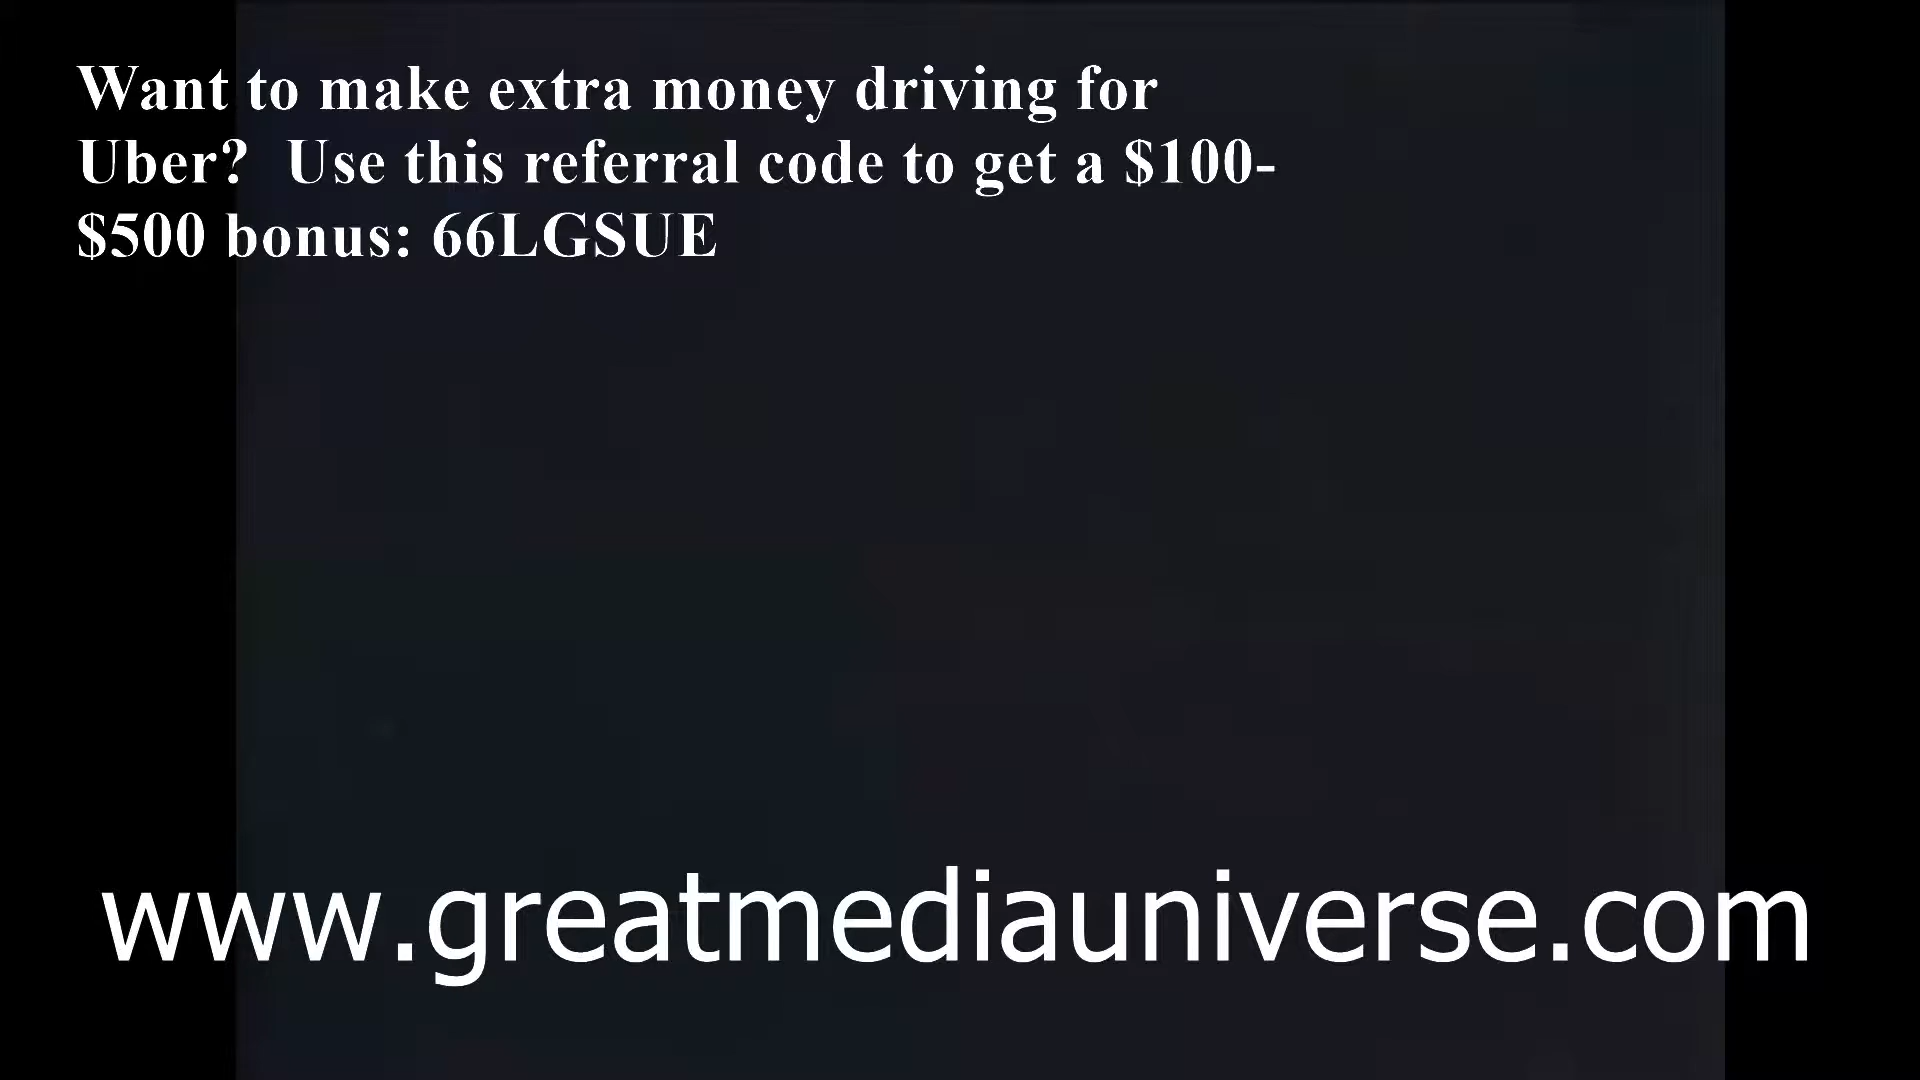 Want to make extra money driving for
Uber?  Use this referral code to get a $100-
$500 bonus: 66LGSUE
www.greatmediauniverse.com